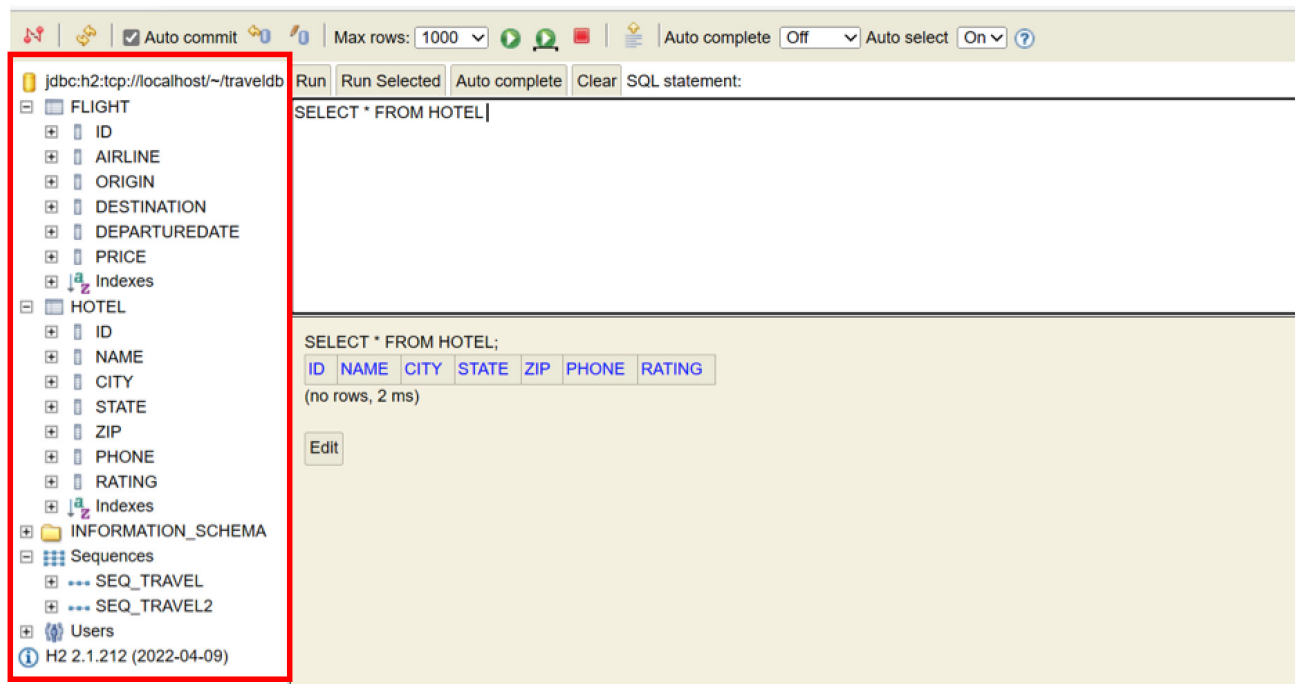 Auto commit Max rows: 1000 Auto complete Off Auto select On ?
jdbc:h2:tcp://localhost/~/traveldb
FLIGHT
ID
AIRLINE
ORIGIN
DESTINATION
DEPARTUREDATE
PRICE
Indexes
HOTEL
ID
NAME
CITY
STATE
ZIP
PHONE
RATING
Indexes
INFORMATION_SCHEMA
Sequences
SEQ_TRAVEL
SEQ_TRAVEL2
Users
H2 2.1.212 (2022-04-09)
Run Run Selected Auto complete Clear SQL statement:
SELECT * FROM HOTEL
SELECT * FROM HOTEL;
ID NAME CITY STATE ZIP PHONE RATING
(no rows, 2 ms)
Edit